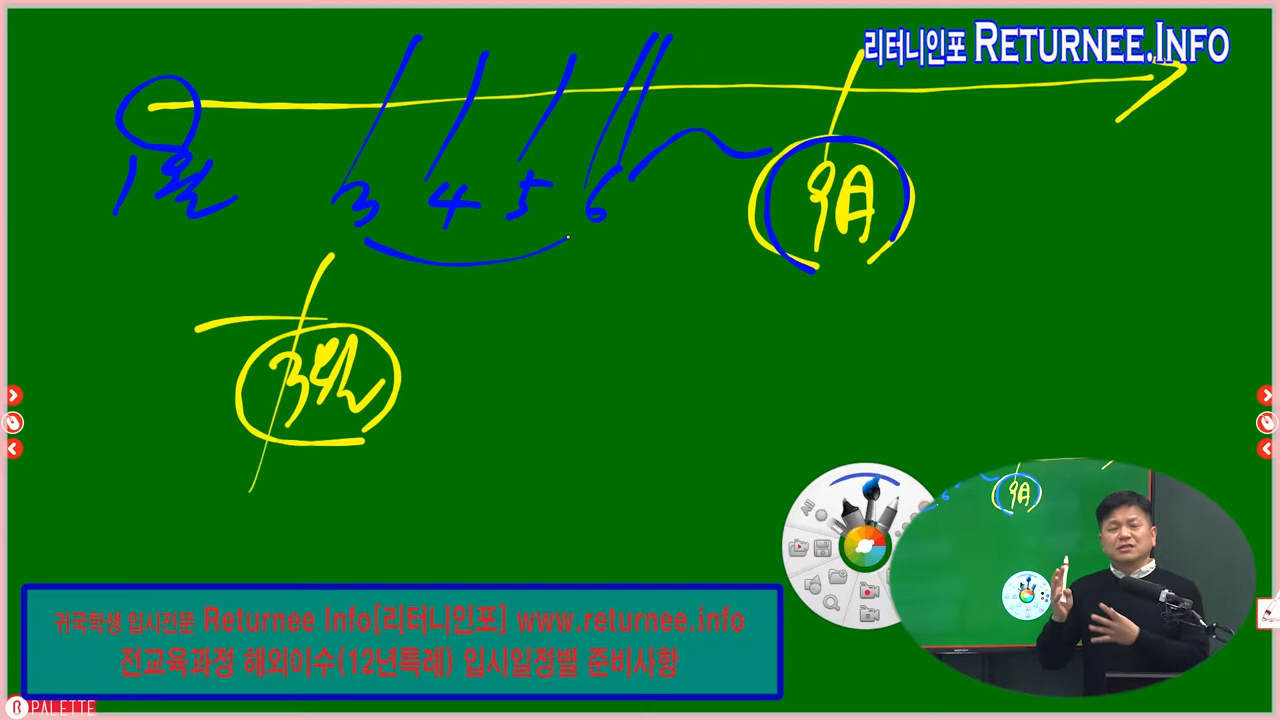 리터니인포 RETURNEE.INFO
1월
3 4 5 6
9月
3월
귀국학생 입시전문 Returnee Info[리터니인포] www.returnee.info
전교육과정 해외이수(12년특례) 입시일정별 준비사항
PALETTE
All
9月